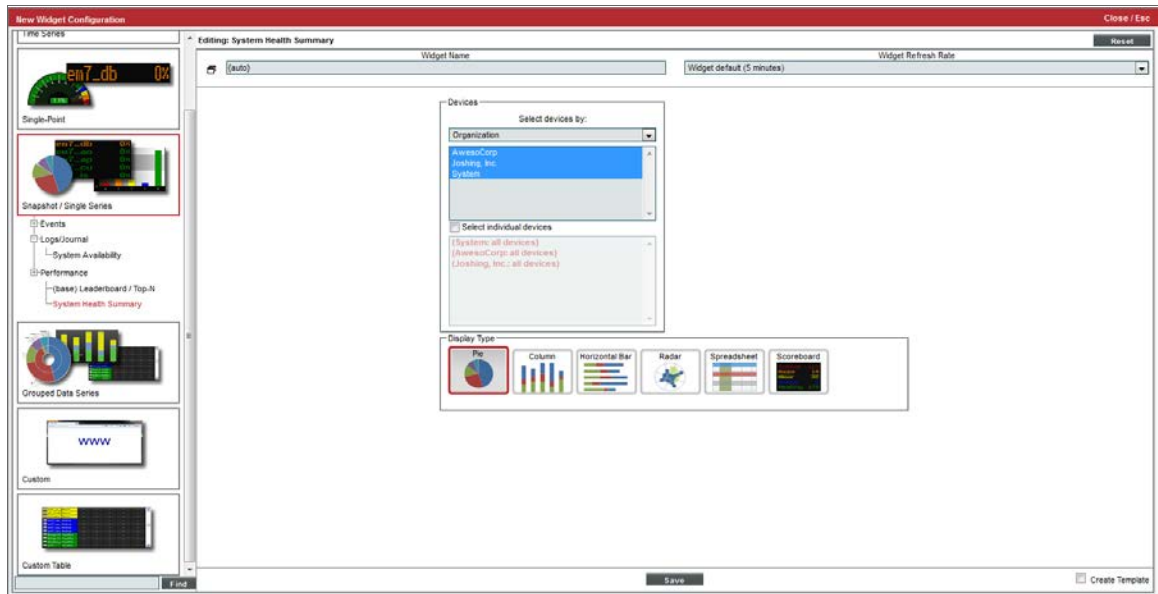 New Widget Configuration
Close / Esc
Time Series
en7_db 0%
Single-Point
Snapshot / Single Series
Events
Logs/Journal
System Availability
Performance
(base) Leaderboard / Top-N
System Health Summary
Grouped Data Series
www
Custom
Custom Table
Find
Editing: System Health Summary
Reset
Widget Name
Widget Refresh Rate
{auto}
Widget default (5 minutes)
Devices
Select devices by:
Organization
AwesoCorp
Joshing, Inc.
System
Select individual devices
(System: all devices)
(AwesoCorp: all devices)
(Joshing, Inc.: all devices)
Display Type
Pie
Column
Horizontal Bar
Radar
Spreadsheet
Scoreboard
Save
Create Template